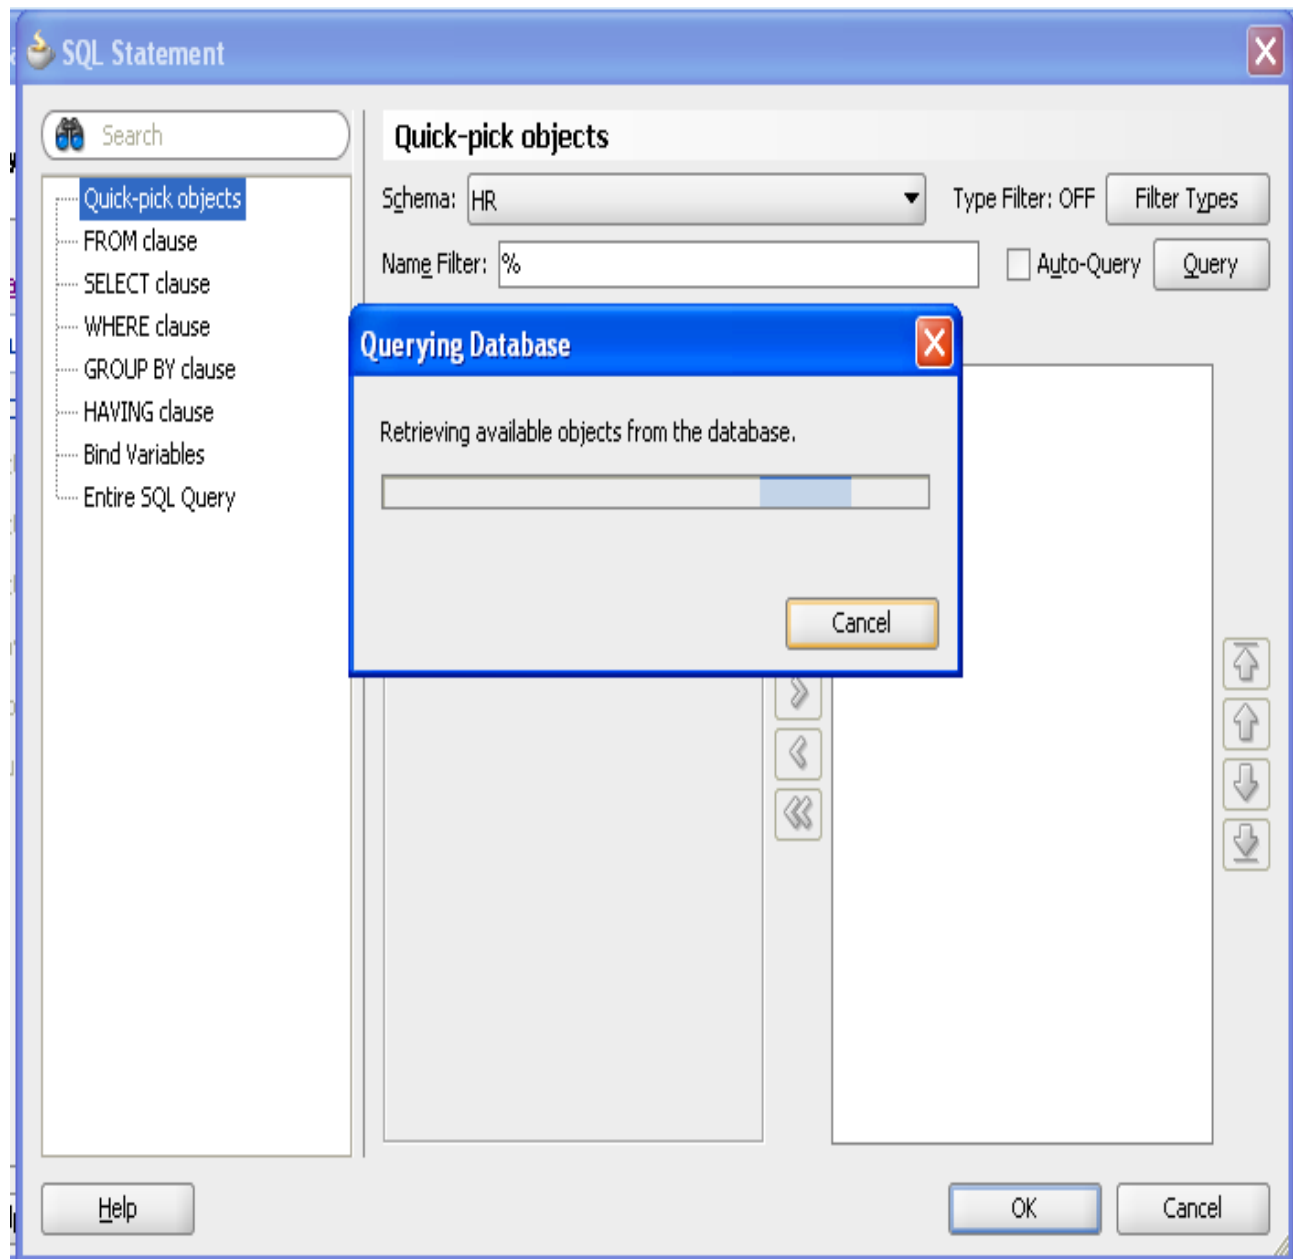 SQL Statement
Search
Quick-pick objects
FROM clause
SELECT clause
WHERE clause
GROUP BY clause
HAVING clause
Bind Variables
Entire SQL Query
Quick-pick objects
Schema: HR Type Filter: OFF Filter Types
Name Filter: % Auto-Query Query
Querying Database
Retrieving available objects from the database.
Cancel
Help OK Cancel